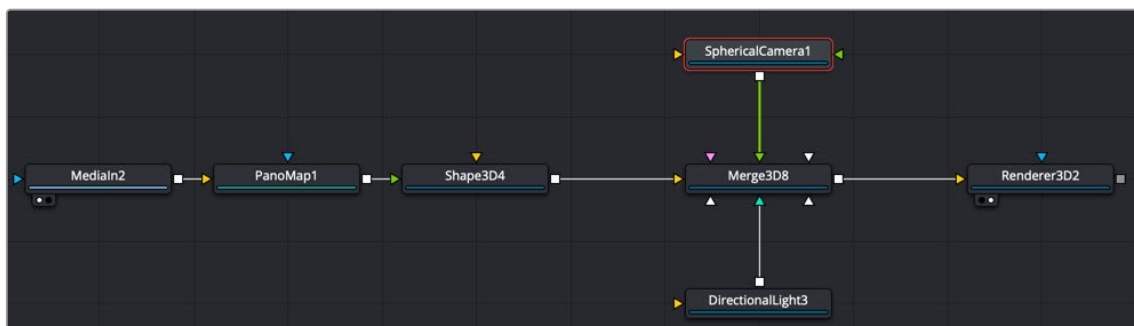 SphericalCamera1
MediaIn2
PanoMap1
Shape3D4
Merge3D8
Renderer3D2
DirectionalLight3